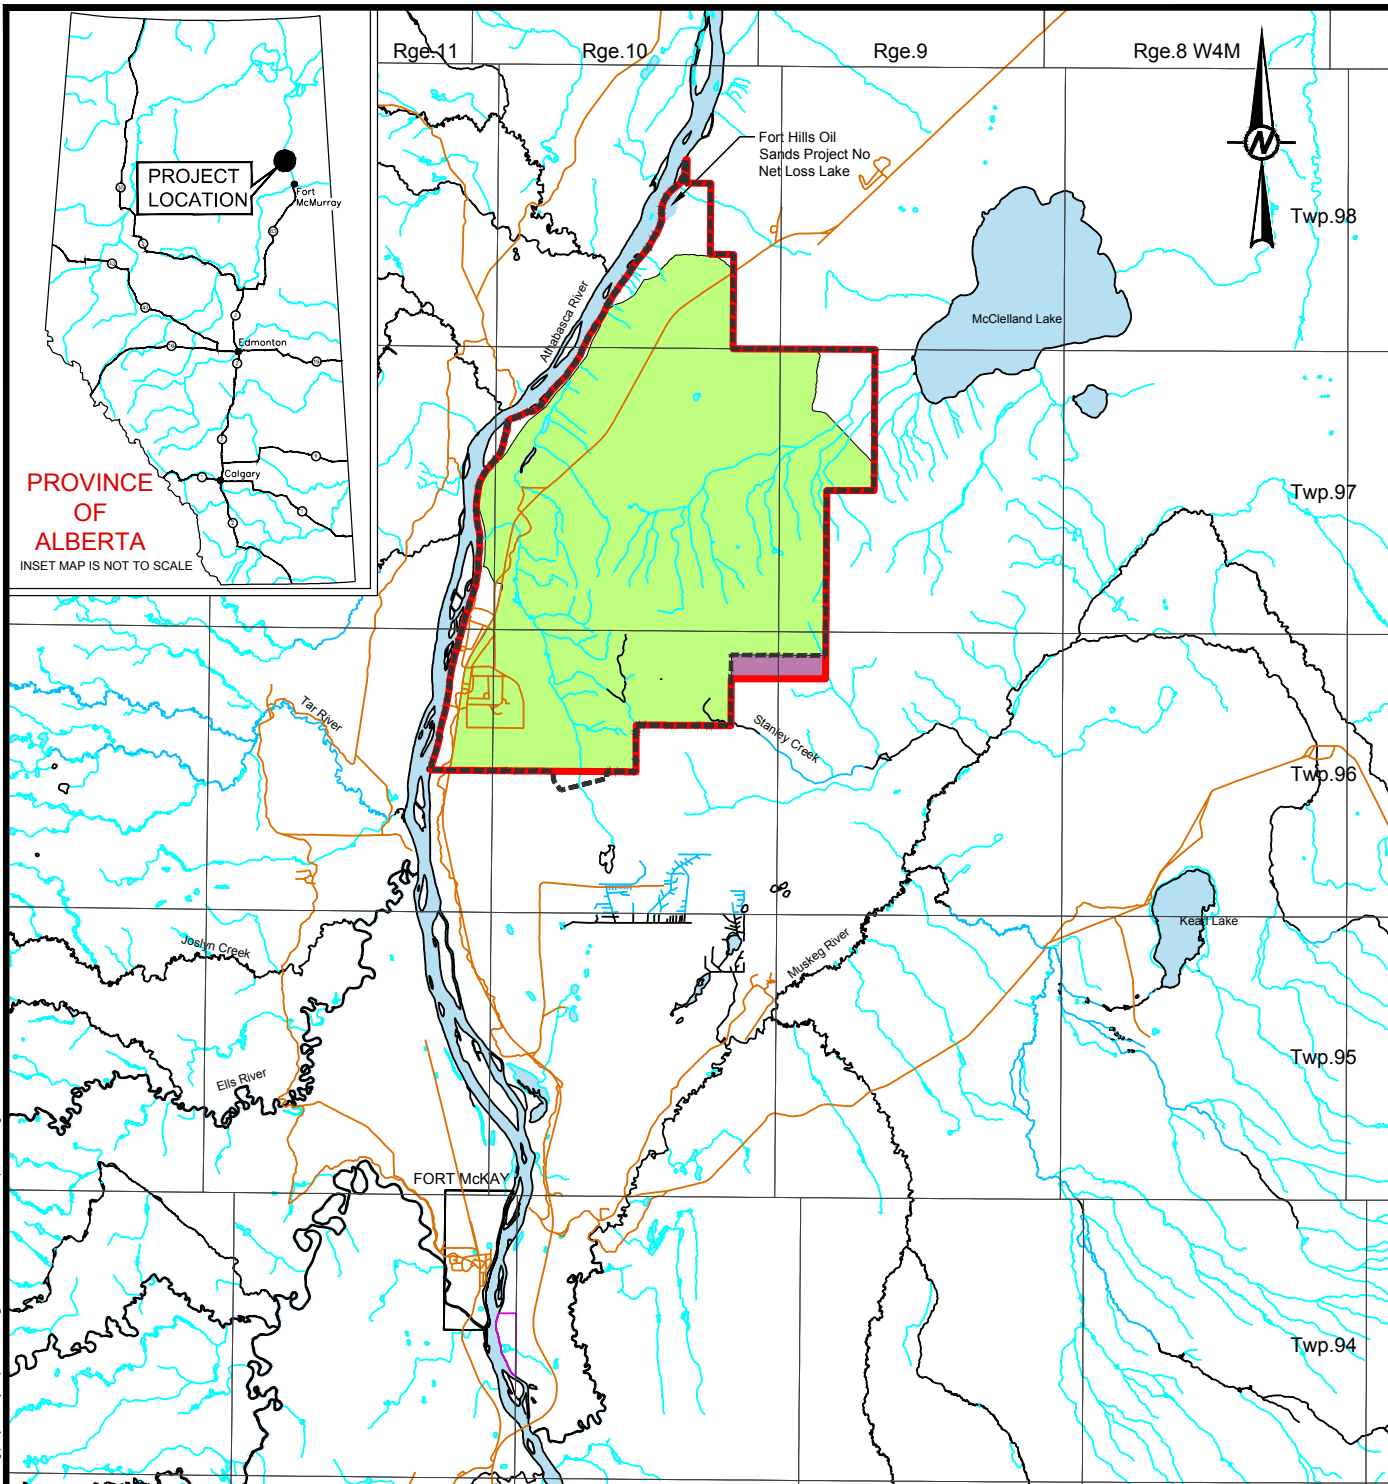 Rge.11
Rge.10
Rge.9
Rge.8 W4M
N
Fort Hills Oil
Sands Project No
Net Loss Lake
PROJECT
LOCATION
Fort
McMurray
Edmonton
Calgary
PROVINCE
OF
ALBERTA
INSET MAP IS NOT TO SCALE
Twp.98
McClelland Lake
Athabasca River
Twp.97
Tar River
Stanley Creek
Twp.96
Kearl Lake
Joslyn Creek
Muskeg River
Twp.95
Ells River
FORT McKAY
Twp.94